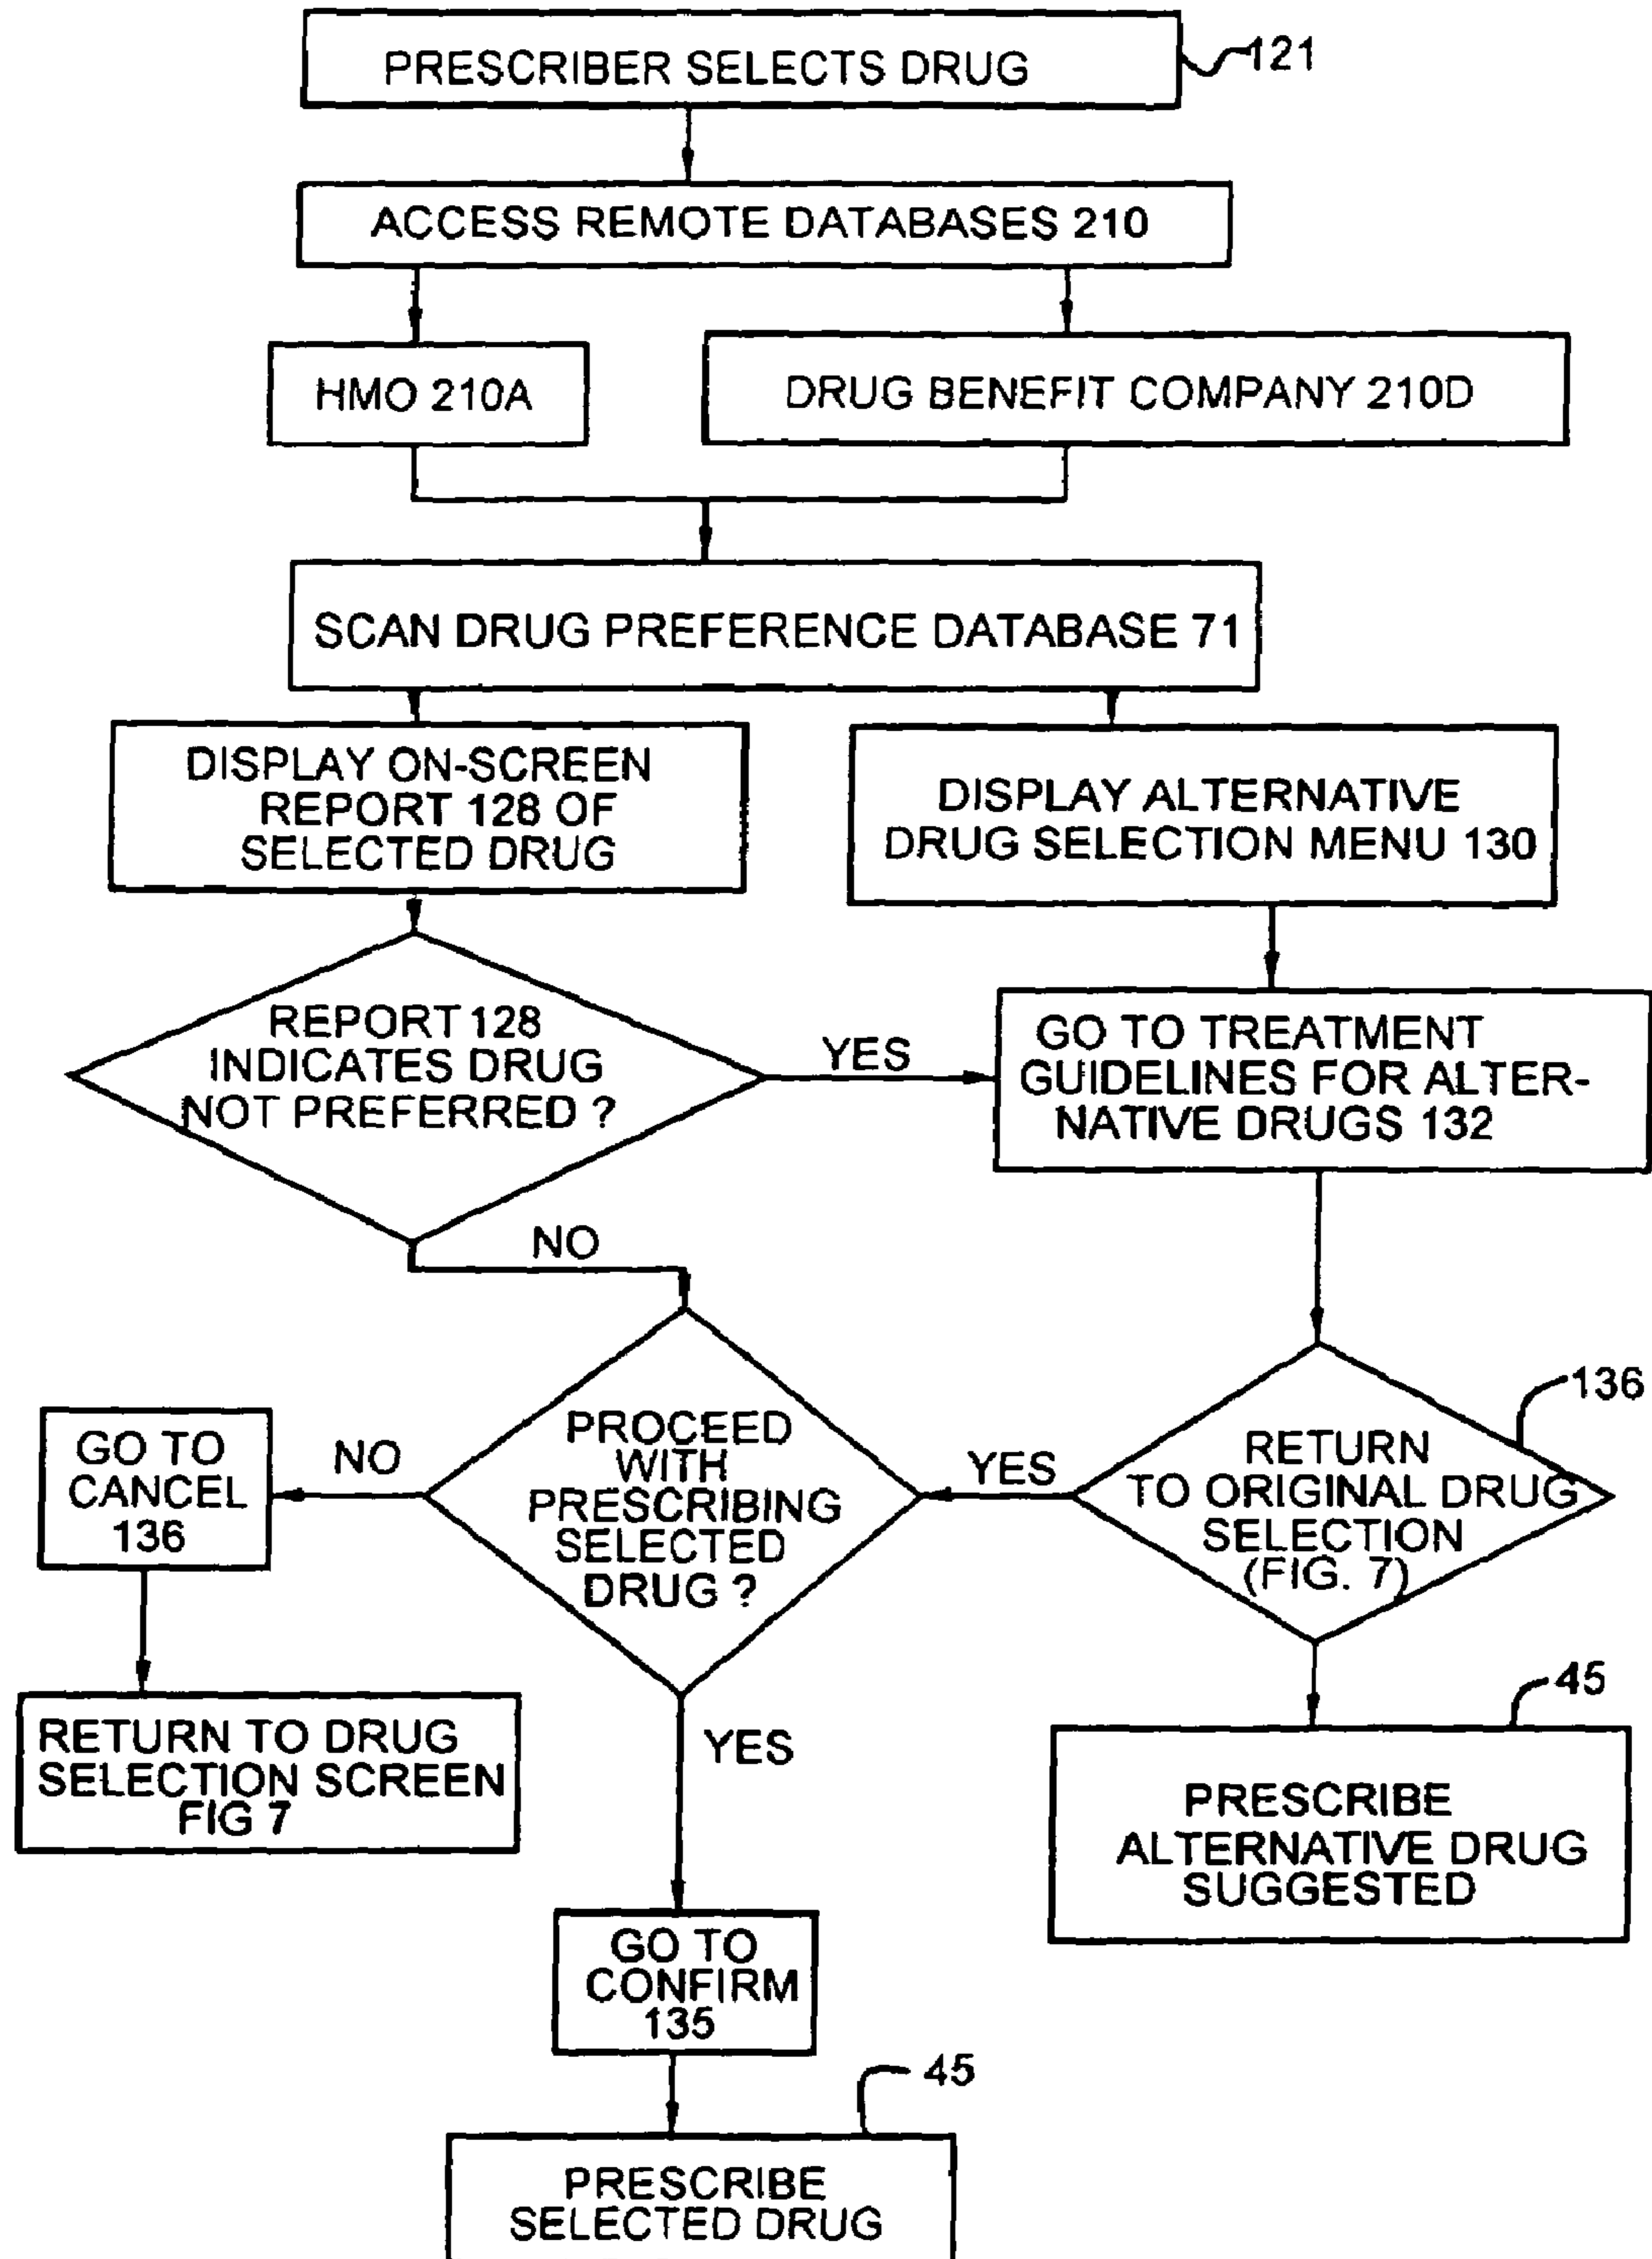 PRESCRIBER SELECTS DRUG
121
ACCESS REMOTE DATABASES 210
HMO 210A
DRUG BENEFIT COMPANY 210D
SCAN DRUG PREFERENCE DATABASE 71
DISPLAY ON-SCREEN
REPORT 128 OF
SELECTED DRUG
DISPLAY ALTERNATIVE
DRUG SELECTION MENU 130
REPORT 128
INDICATES DRUG
NOT PREFERRED ?
YES
GO TO TREATMENT
GUIDELINES FOR ALTER-
NATIVE DRUGS 132
NO
PROCEED
WITH
PRESCRIBING
SELECTED
DRUG ?
NO
GO TO
CANCEL
136
YES
136
RETURN
TO ORIGINAL DRUG
SELECTION
(FIG. 7)
RETURN TO DRUG
SELECTION SCREEN
FIG 7
YES
45
PRESCRIBE
ALTERNATIVE DRUG
SUGGESTED
GO TO
CONFIRM
135
45
PRESCRIBE
SELECTED DRUG